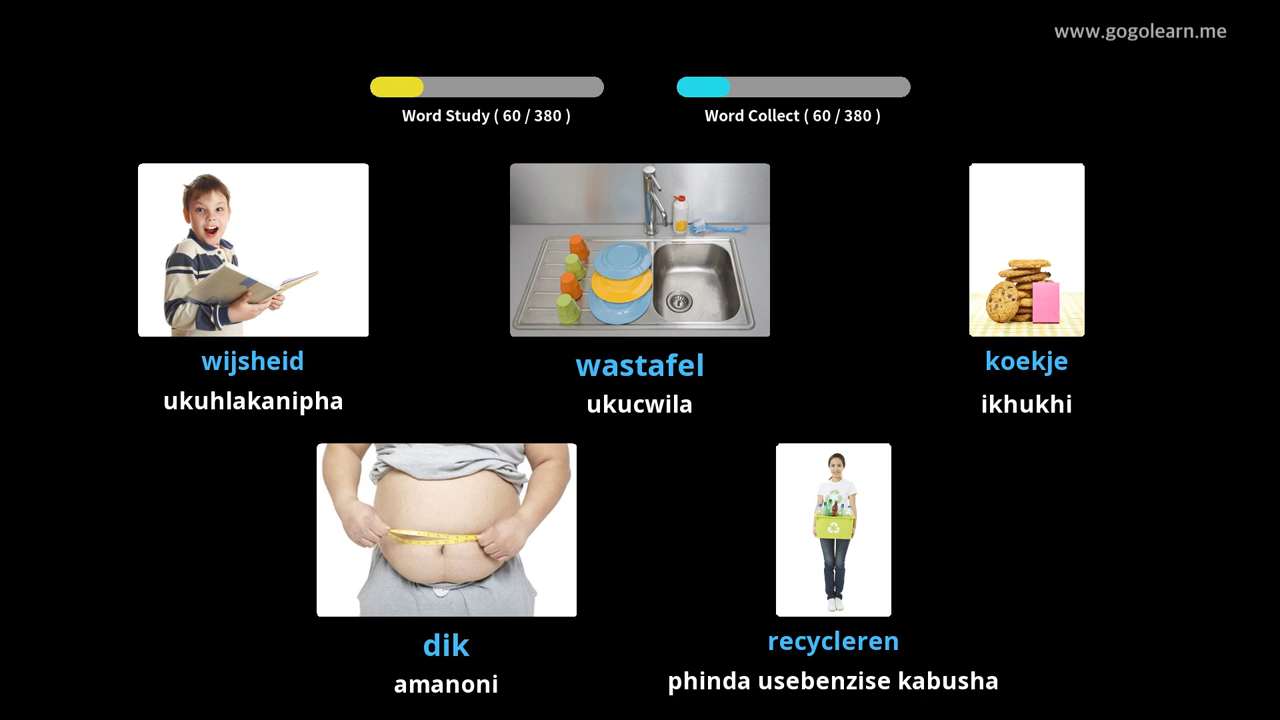 www.gogolearn.me
Word Study ( 60 / 380 )
Word Collect ( 60 / 380 )
wijsheid
ukuhlakanipha
wastafel
ukucwila
koekje
ikhukhi
dik
amanoni
recycleren
phinda usebenzise kabusha